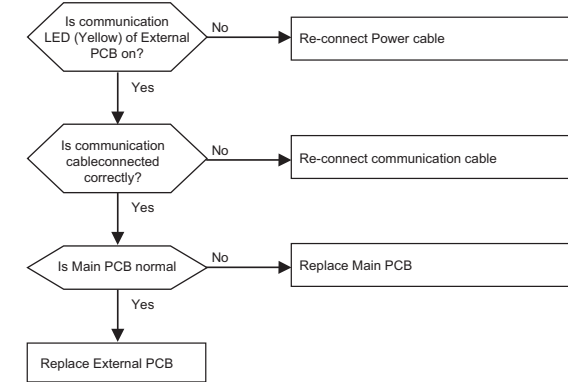 Is communication
LED (Yellow) of External
PCB on?
No
Re-connect Power cable
Yes
Is communication
cableconnected
correctly?
No
Re-connect communication cable
Yes
Is Main PCB normal
No
Replace Main PCB
Yes
Replace External PCB